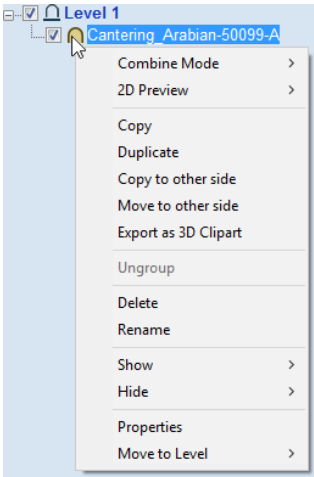 Level 1
Cantering_Arabian-50099-A
Combine Mode
2D Preview
Copy
Duplicate
Copy to other side
Move to other side
Export as 3D Clipart
Ungroup
Delete
Rename
Show
Hide
Properties
Move to Level